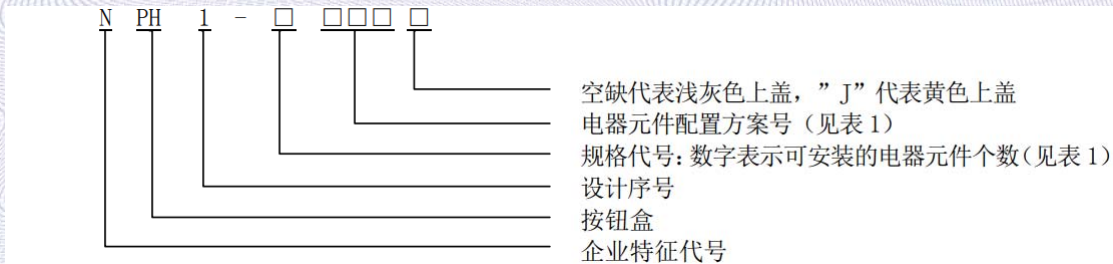 N PH 1 - □ □□□ □
空缺代表浅灰色上盖，”J”代表黄色上盖
电器元件配置方案号（见表1）
规格代号：数字表示可安装的电器元件个数（见表1）
设计序号
按钮盒
企业特征代号